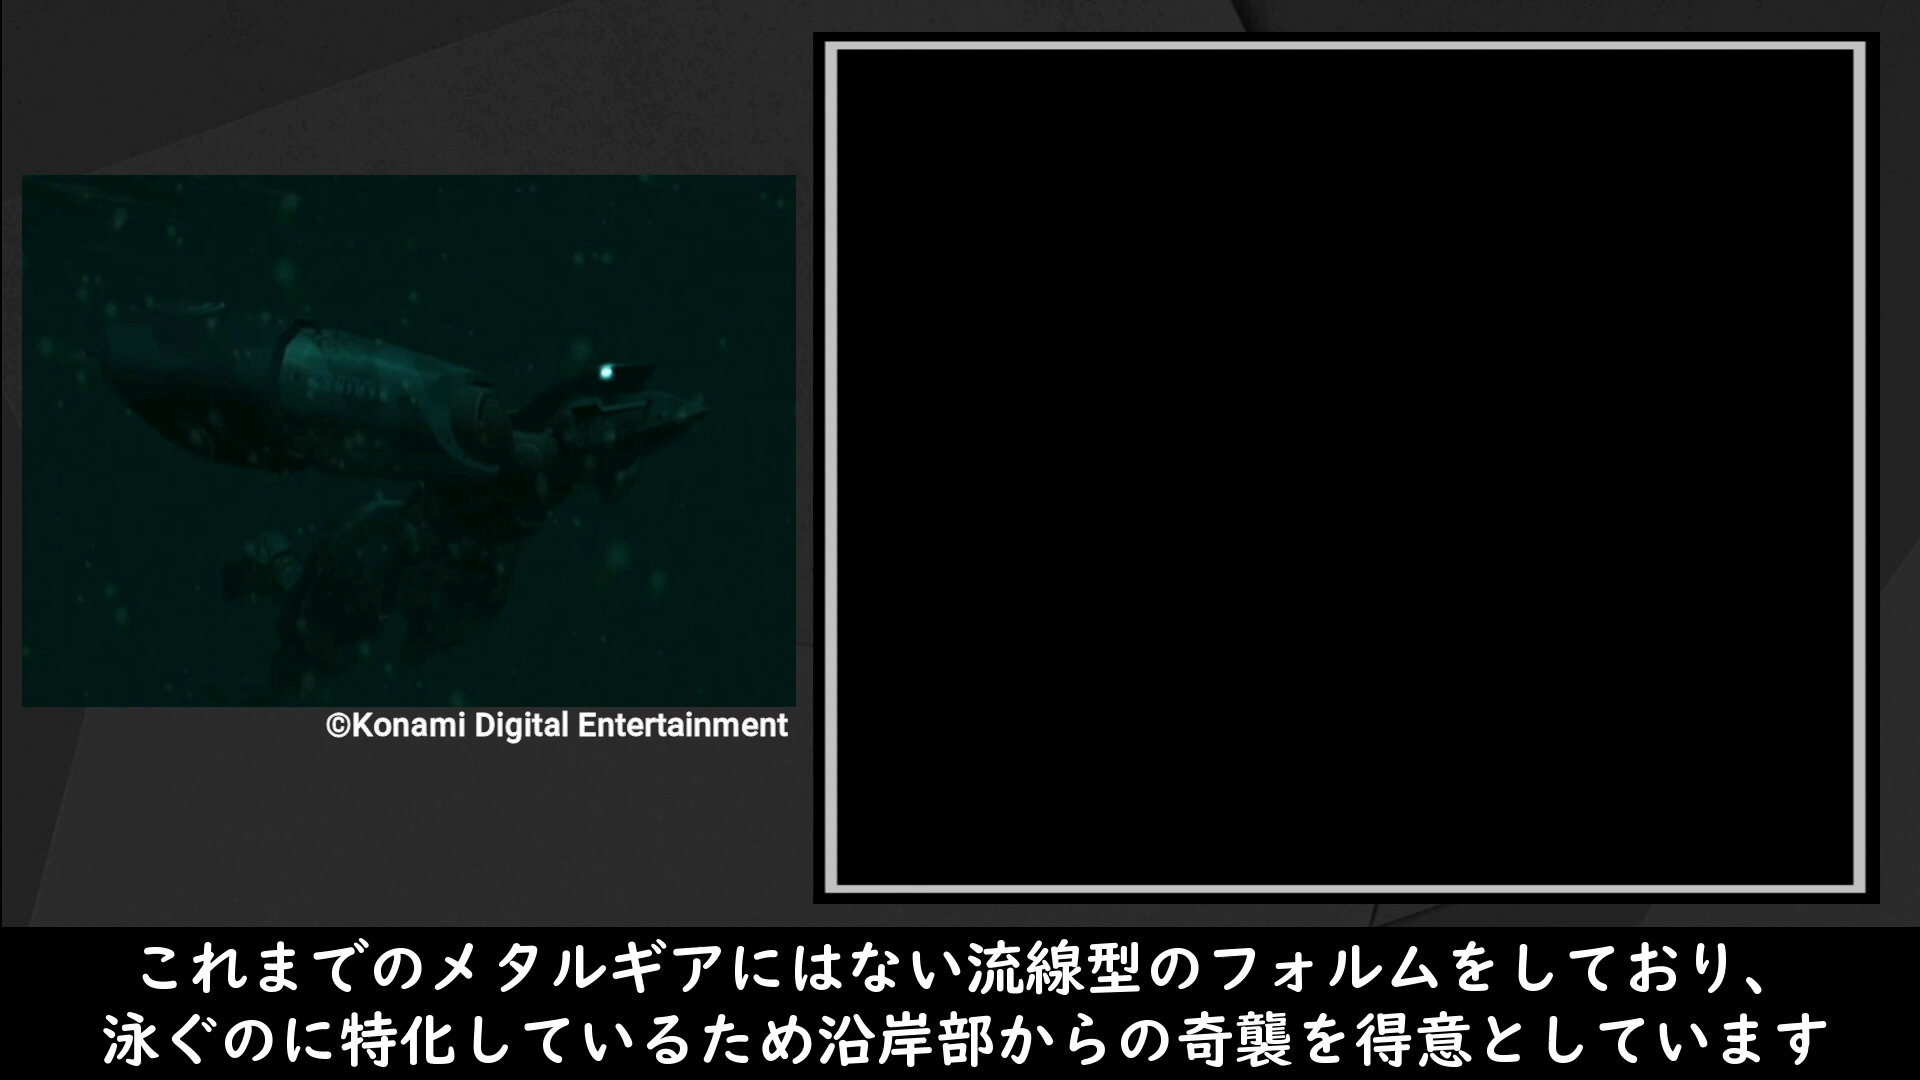 ©Konami Digital Entertainment
これまでのメタルギアにはない流線型のフォルムをしており、
泳ぐのに特化しているため沿岸部からの奇襲を得意としています